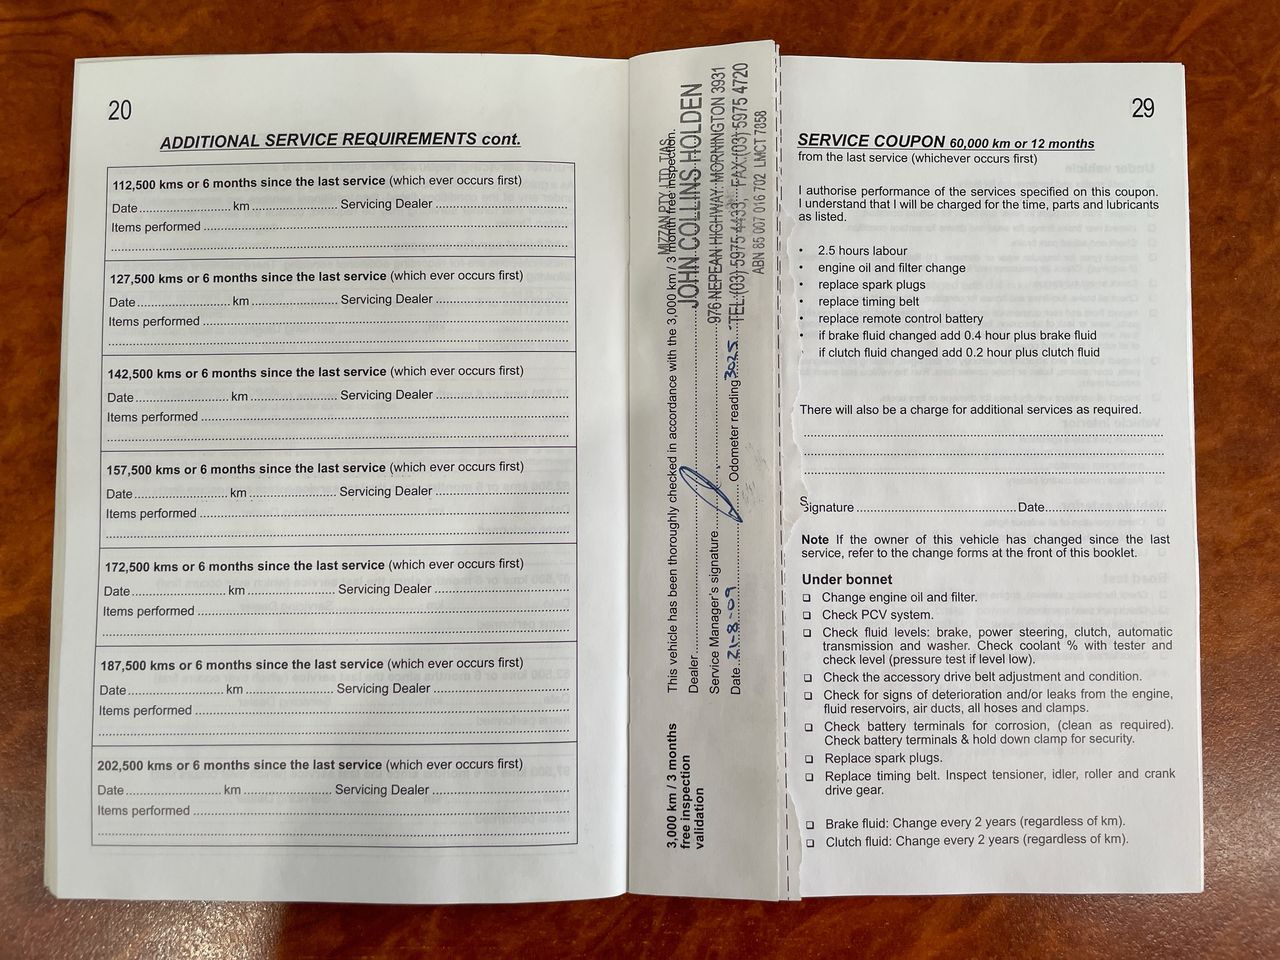 20
ADDITIONAL SERVICE REQUIREMENTS cont.
112,500 kms or 6 months since the last service (which ever occurs first)
Date.................... km ...................... Servicing Dealer ................................
Items performed ....................................................................................
127,500 kms or 6 months since the last service (which ever occurs first)
Date.................... km ...................... Servicing Dealer ................................
Items performed ....................................................................................
142,500 kms or 6 months since the last service (which ever occurs first)
Date.................... km ...................... Servicing Dealer ................................
Items performed ....................................................................................
157,500 kms or 6 months since the last service (which ever occurs first)
Date.................... km ...................... Servicing Dealer ................................
Items performed ....................................................................................
172,500 kms or 6 months since the last service (which ever occurs first)
Date.................... km ...................... Servicing Dealer ................................
Items performed ....................................................................................
187,500 kms or 6 months since the last service (which ever occurs first)
Date.................... km ...................... Servicing Dealer ................................
Items performed ....................................................................................
202,500 kms or 6 months since the last service (which ever occurs first)
Date.................... km ...................... Servicing Dealer ................................
Items performed ....................................................................................
3,000 km / 3 months
free inspection
validation
This vehicle has been thoroughly checked in accordance with the 3,000 km / 3 month free inspection.
MIZZAN PTY LTD T/AS
Dealer JOHN COLLINS HOLDEN
976 NEPEAN HIGHWAY MORNINGTON 3931
Service Manager's signature
TEL: (03) 5975 4433, FAX: (03) 5975 4720
Date 21-8-09 Odometer reading 3025
ABN 85 007 016 702 LMCT 7858
29
SERVICE COUPON 60,000 km or 12 months
from the last service (whichever occurs first)
I authorise performance of the services specified on this coupon.
I understand that I will be charged for the time, parts and lubricants
as listed.
• 2.5 hours labour
• engine oil and filter change
• replace spark plugs
• replace timing belt
• replace remote control battery
• if brake fluid changed add 0.4 hour plus brake fluid
• if clutch fluid changed add 0.2 hour plus clutch fluid
There will also be a charge for additional services as required.
Signature ........................................ Date..............................
Note If the owner of this vehicle has changed since the last
service, refer to the change forms at the front of this booklet.
Under bonnet
❏ Change engine oil and filter.
❏ Check PCV system.
❏ Check fluid levels: brake, power steering, clutch, automatic
transmission and washer. Check coolant % with tester and
check level (pressure test if level low).
❏ Check the accessory drive belt adjustment and condition.
❏ Check for signs of deterioration and/or leaks from the engine,
fluid reservoirs, air ducts, all hoses and clamps.
❏ Check battery terminals for corrosion, (clean as required).
Check battery terminals & hold down clamp for security.
❏ Replace spark plugs.
❏ Replace timing belt. Inspect tensioner, idler, roller and crank
drive gear.
❏ Brake fluid: Change every 2 years (regardless of km).
❏ Clutch fluid: Change every 2 years (regardless of km).